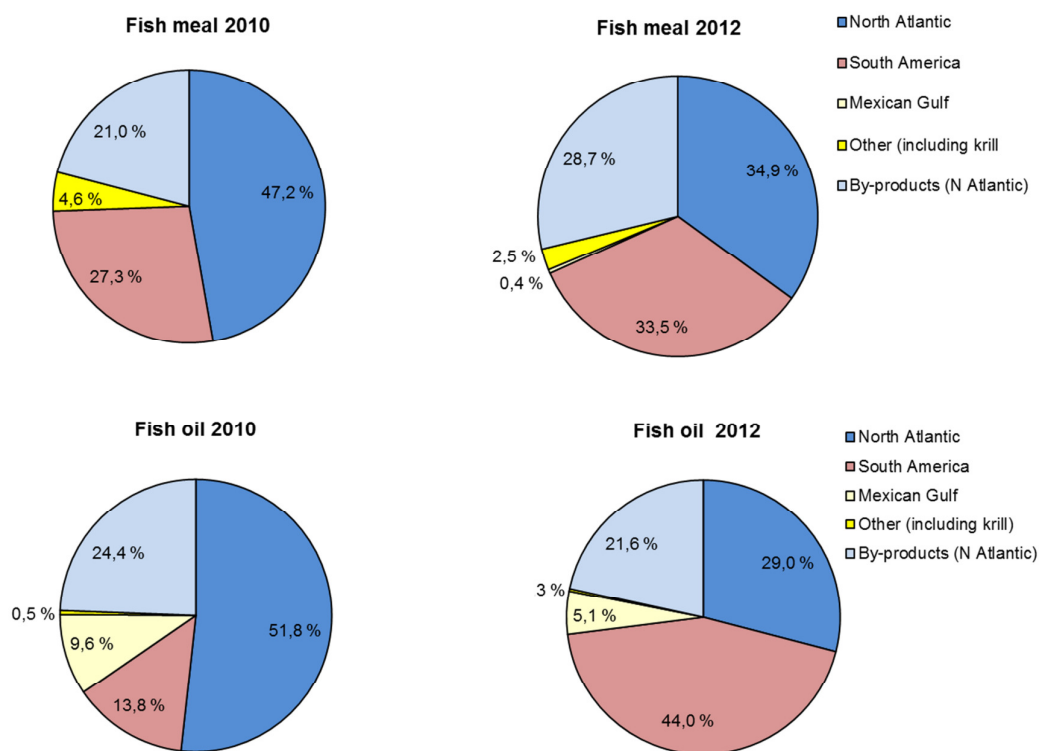 Fish meal 2010
21,0 %
47,2 %
4,6 %
27,3 %
Fish meal 2012
28,7 %
34,9 %
2,5 %
0,4 %
33,5 %
North Atlantic
South America
Mexican Gulf
Other (including krill
By-products (N Atlantic)
Fish oil 2010
24,4 %
0,5 %
51,8 %
9,6 %
13,8 %
Fish oil 2012
21,6 %
29,0 %
3 %
5,1 %
44,0 %
North Atlantic
South America
Mexican Gulf
Other (including krill)
By-products (N Atlantic)